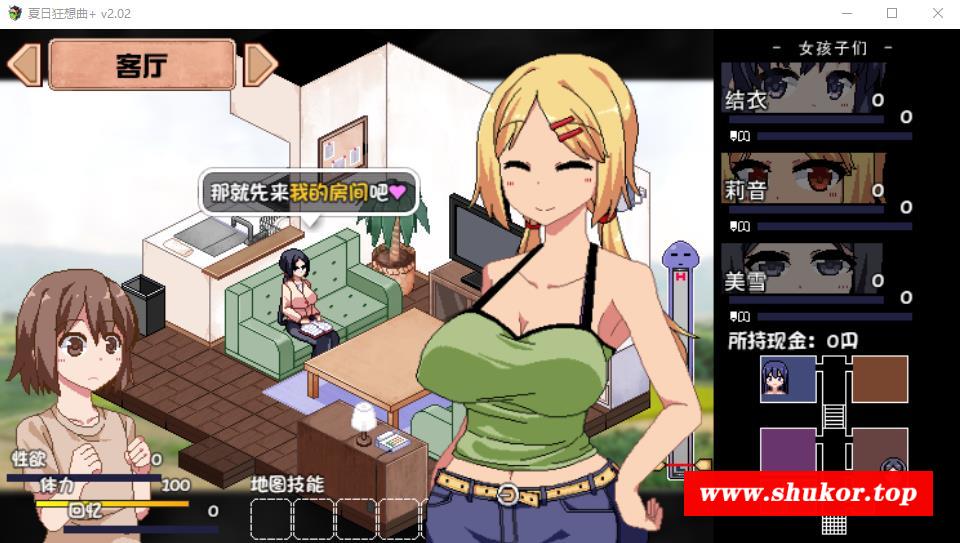 夏日狂想曲+ v2.02
客厅
- 女孩子们 -
结衣 0
0
莉音 0
0
美雪 0
0
所持现金: 0円
那就先来我的房间吧
H
性欲 0
体力 100
回忆 0
地图技能
www.shukor.top